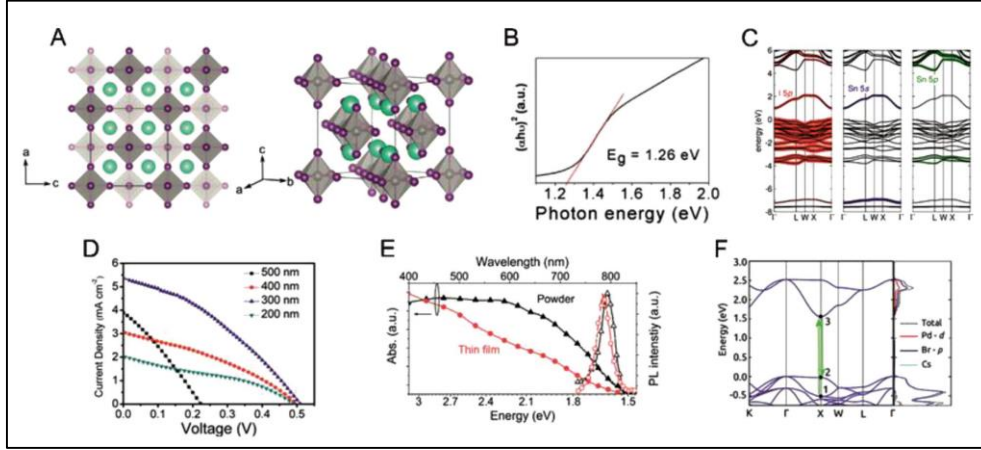 A
a
c
c
b
a
B
(αhυ)² (a.u.)
E_g = 1.26 eV
1.2 1.4 1.6 1.8 2.0
Photon energy (eV)
C
energy (eV)
6
4
2
0
-2
-4
-6
-8
I 5p
Sn 5s
Sn 5p
Γ L W X Γ
Γ L W X Γ
Γ L W X Γ
D
Current Density (mA cm⁻²)
6
5
4
3
2
1
0
500 nm
400 nm
300 nm
200 nm
0.0 0.1 0.2 0.3 0.4 0.5
Voltage (V)
E
Wavelength (nm)
400 500 600 700 800
Abs. (a.u.)
Powder
Thin film
PL intenstiy (a.u.)
3 2.7 2.4 2.1 1.8 1.5
Energy (eV)
F
Energy (eV)
3.0
2.5
2.0
1.5
1.0
0.5
0.0
-0.5
3
2
1
K Γ X W L Γ
Total
Pd - d
Br - p
Cs